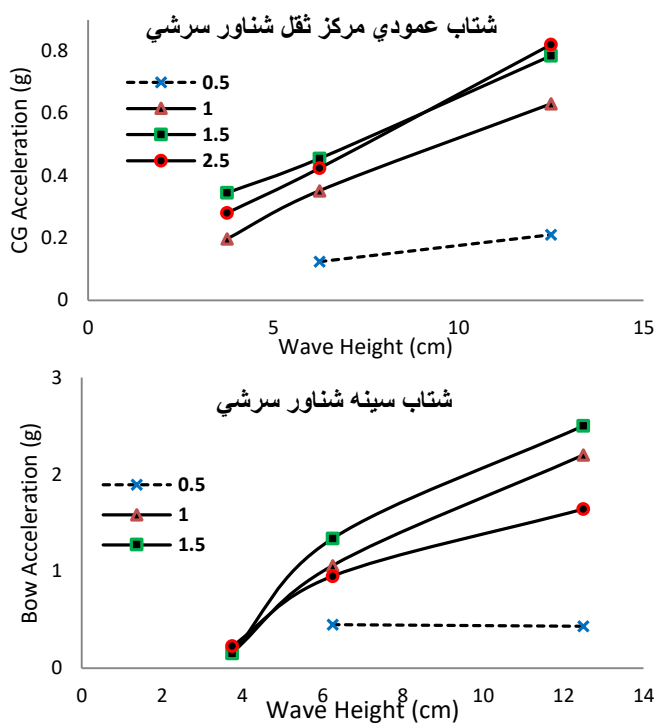 شتاب عمودي مركز ثقل شناور سرشي
0.8
0.6
0.4
0.2
0
CG Acceleration (g)
0.5
1
1.5
2.5
0 5 10 15
Wave Height (cm)
شتاب سينه شناور سرشي
3
2
1
0
Bow Acceleration (g)
0.5
1
1.5
0 2 4 6 8 10 12 14
Wave Height (cm)